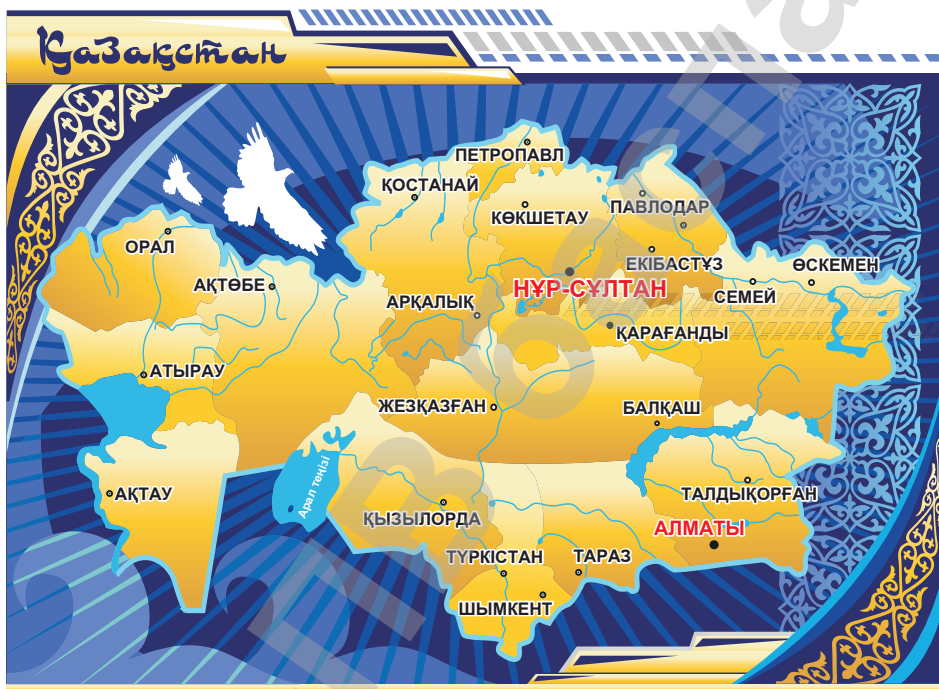 Қазақстан
ПЕТРОПАВЛ
ҚОСТАНАЙ
КӨКШЕТАУ
ПАВЛОДАР
ОРАЛ
ЕКІБАСТҰЗ
ӨСКЕМЕН
АҚТӨБЕ
НҰР-СҰЛТАН
СЕМЕЙ
АРҚАЛЫҚ
ҚАРАҒАНДЫ
АТЫРАУ
ЖЕЗҚАЗҒАН
БАЛҚАШ
Арал теңізі
АҚТАУ
ТАЛДЫҚОРҒАН
ҚЫЗЫЛОРДА
АЛМАТЫ
ТҮРКІСТАН
ТАРАЗ
ШЫМКЕНТ